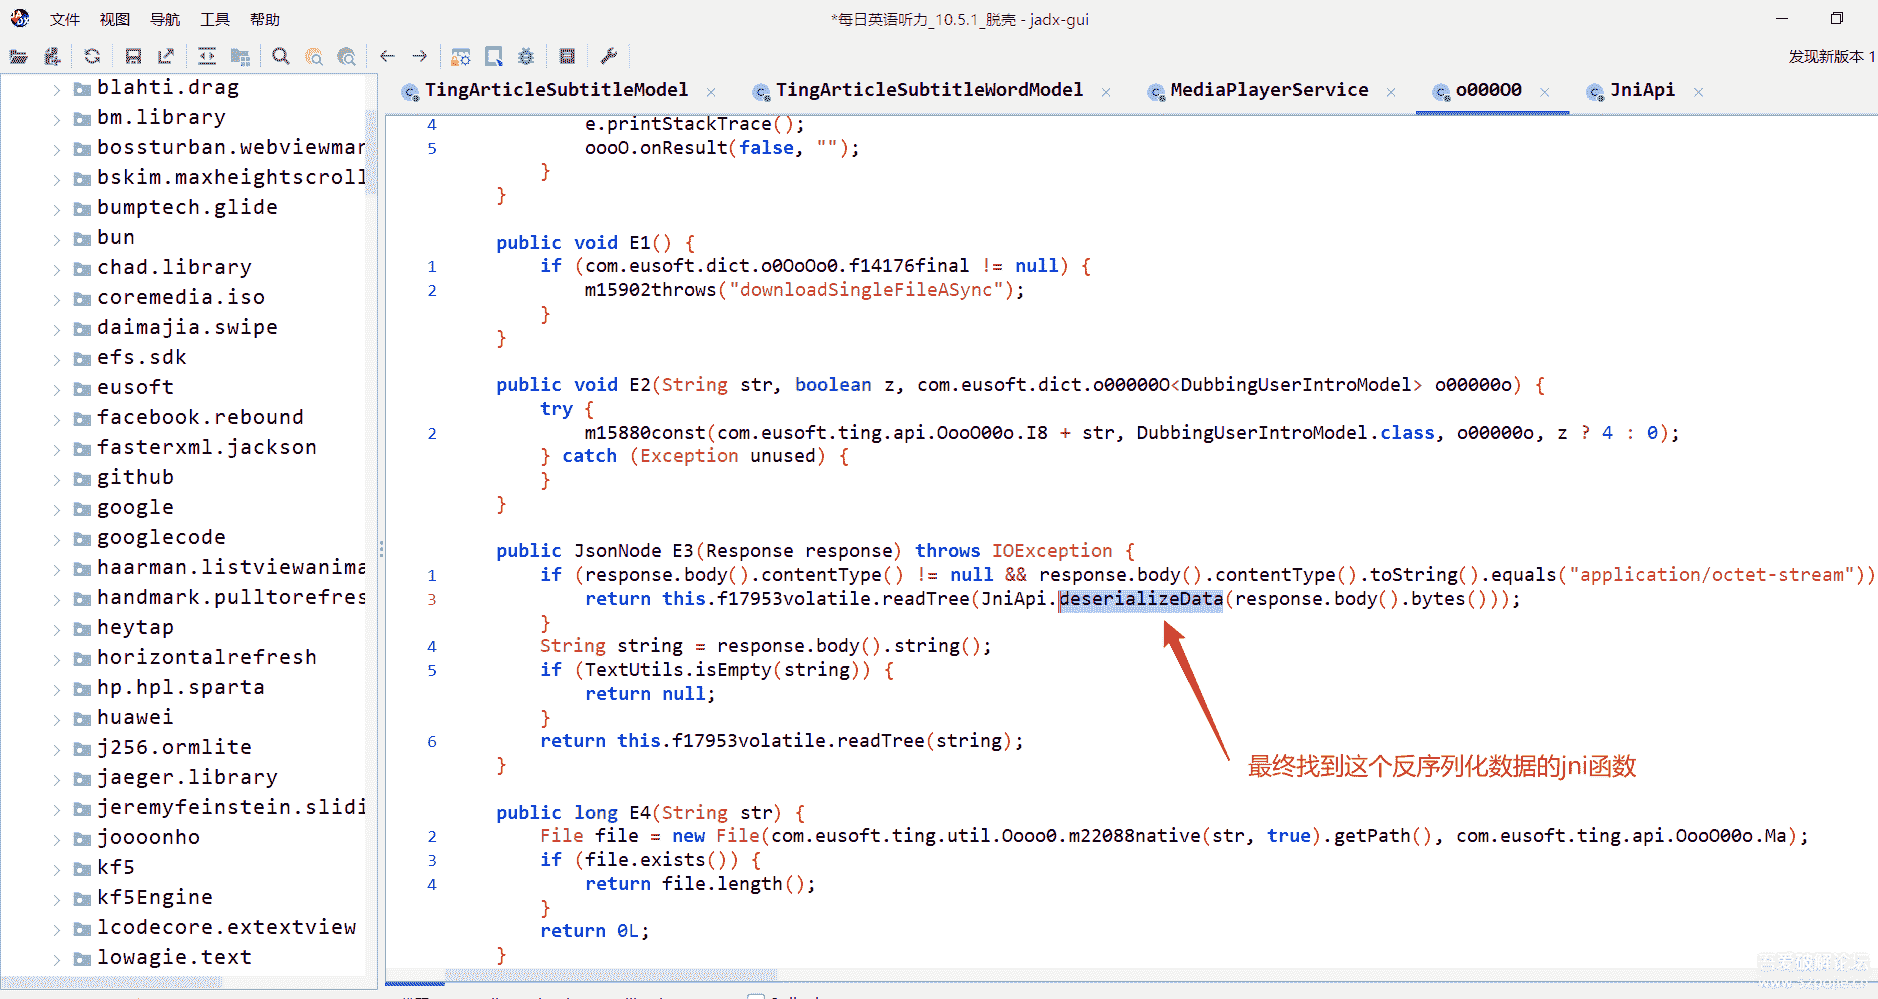 文件 视图 导航 工具 帮助
*每日英语听力_10.5.1_脱壳 - jadx-gui
发现新版本 1
blahti.drag
bm.library
bossturban.webviewmar
bskim.maxheightscroll
bumptech.glide
bun
chad.library
coremedia.iso
daimajia.swipe
efs.sdk
eusoft
facebook.rebound
fasterxml.jackson
github
google
googlecode
haarman.listviewanima
handmark.pulltorefres
heytap
horizontalrefresh
hp.hpl.sparta
huawei
j256.ormlite
jaeger.library
jeremyfeinstein.slidi
joooonho
kf5
kf5Engine
lcodecore.extextview
lowagie.text
TingArticleSubtitleModel TingArticleSubtitleWordModel MediaPlayerService o000O0 JniApi
4 e.printStackTrace();
5 oooO.onResult(false, "");
}
}
public void E1() {
1 if (com.eusoft.dict.o0OoOo0.f14176final != null) {
2 m15902throws("downloadSingleFileASync");
}
}
public void E2(String str, boolean z, com.eusoft.dict.o00000O<DubbingUserIntroModel> o00000o) {
try {
2 m15880const(com.eusoft.ting.api.OooO00o.I8 + str, DubbingUserIntroModel.class, o00000o, z ? 4 : 0);
} catch (Exception unused) {
}
}
public JsonNode E3(Response response) throws IOException {
1 if (response.body().contentType() != null && response.body().contentType().toString().equals("application/octet-stream"))
3 return this.f17953volatile.readTree(JniApi.deserializeData(response.body().bytes()));
}
4 String string = response.body().string();
5 if (TextUtils.isEmpty(string)) {
return null;
}
6 return this.f17953volatile.readTree(string);
}
最终找到这个反序列化数据的jni函数
public long E4(String str) {
2 File file = new File(com.eusoft.ting.util.Oooo0.m22088native(str, true).getPath(), com.eusoft.ting.api.OooO00o.Ma);
3 if (file.exists()) {
4 return file.length();
}
return 0L;
}